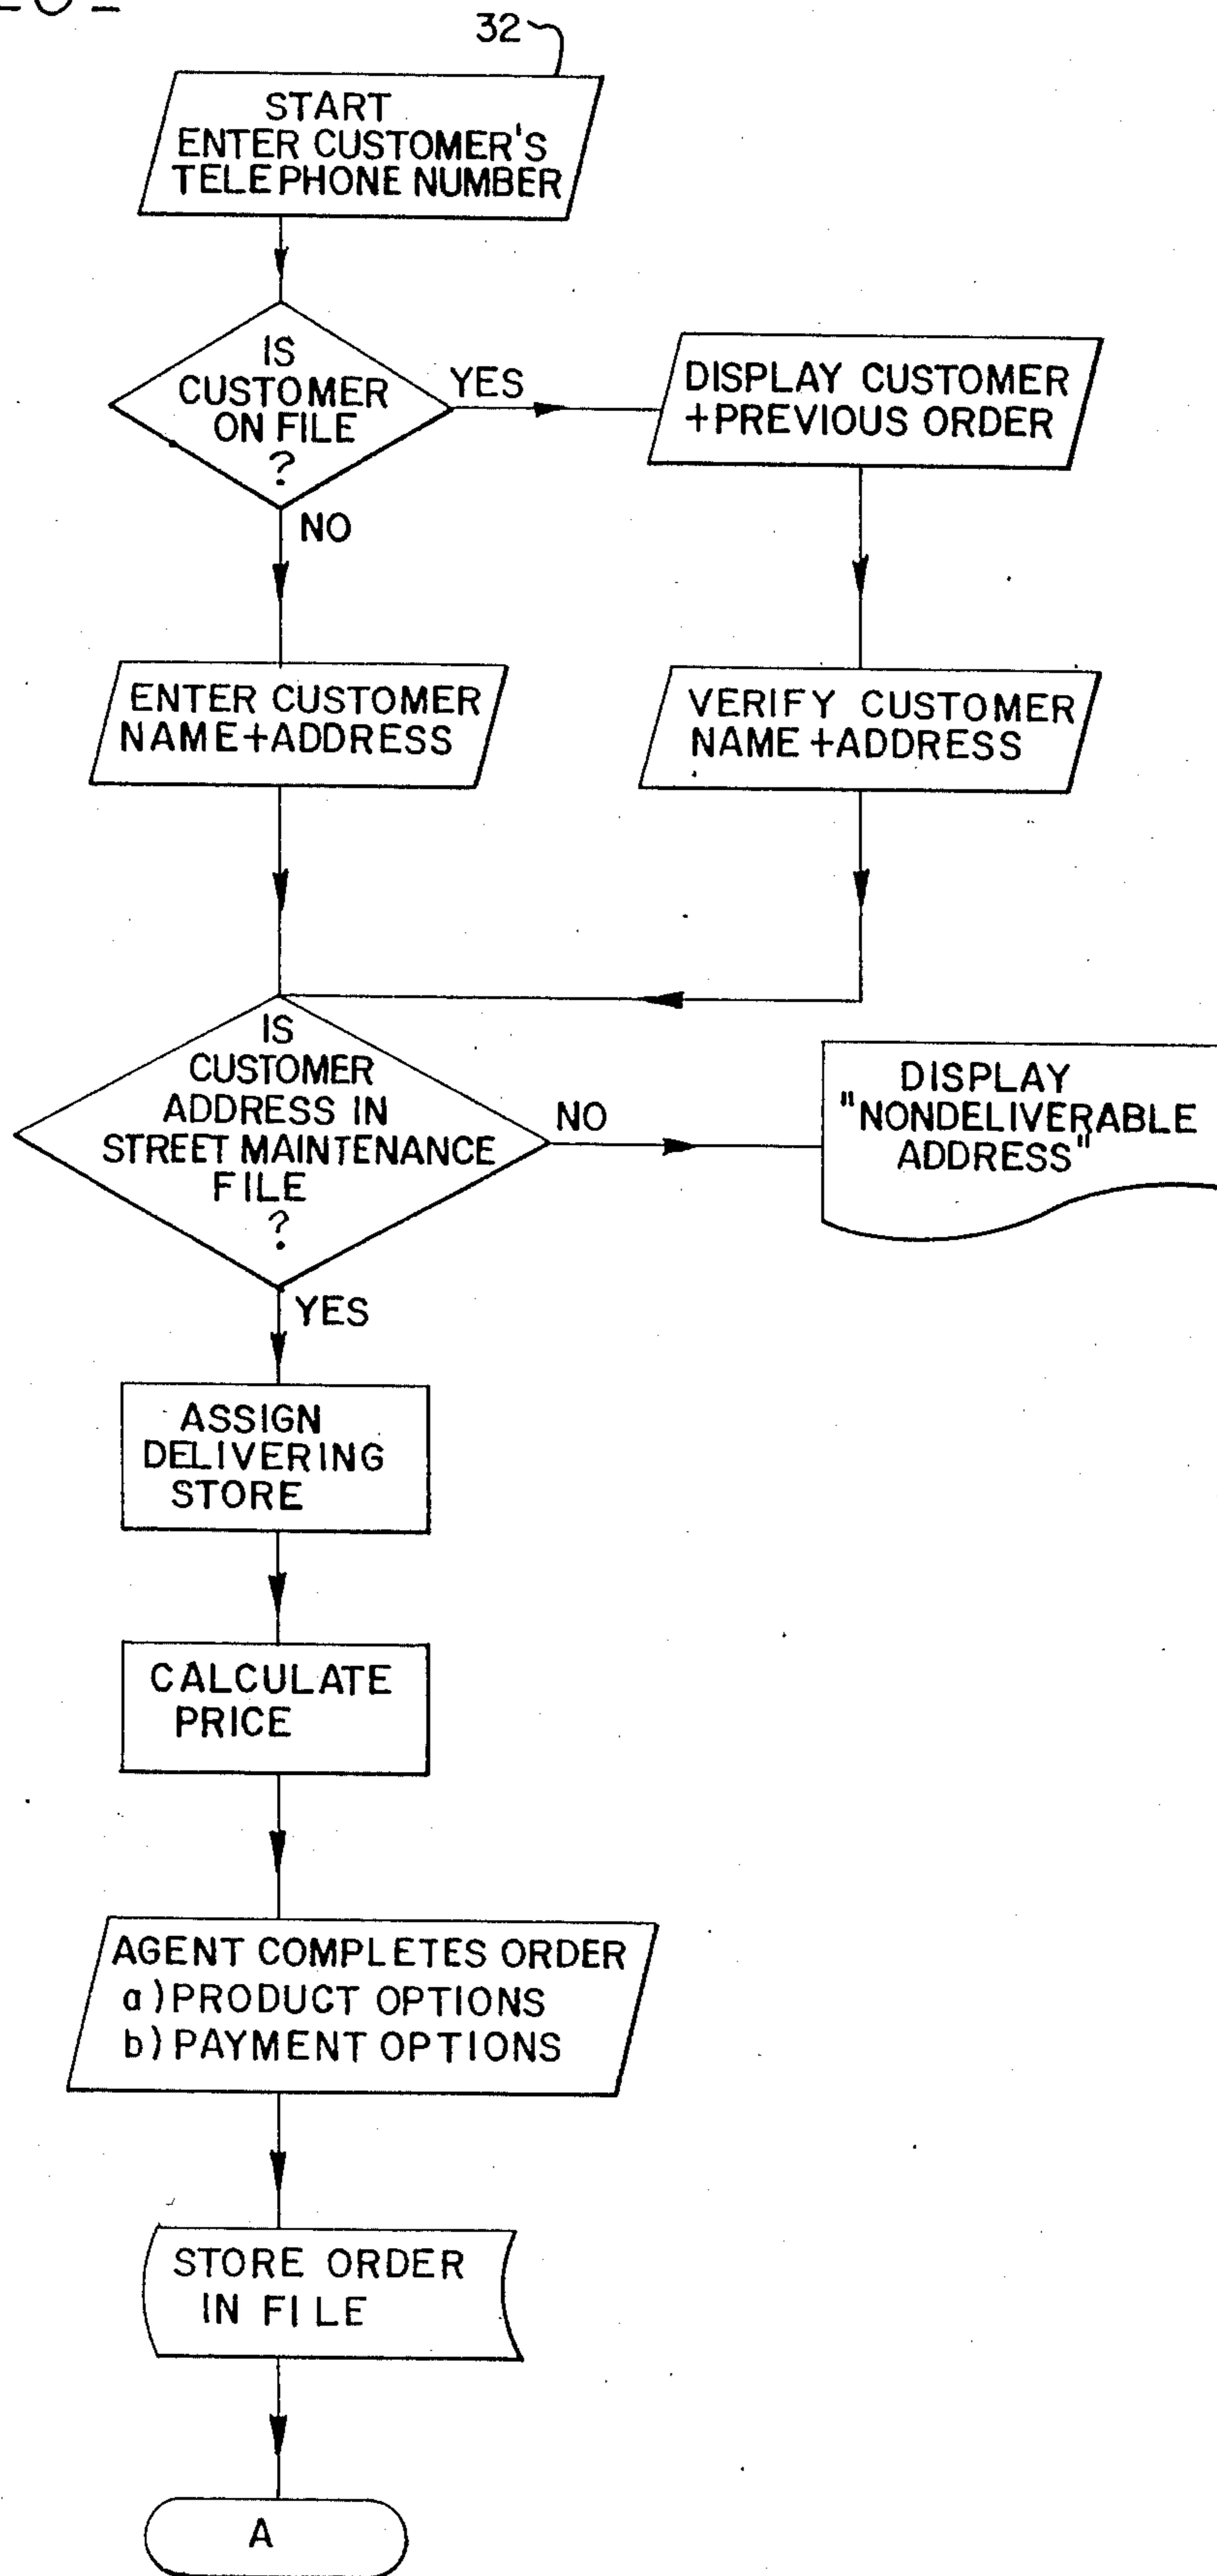 32
START
ENTER CUSTOMER'S
TELEPHONE NUMBER
IS
CUSTOMER
ON FILE
?
YES
DISPLAY CUSTOMER
+PREVIOUS ORDER
NO
ENTER CUSTOMER
NAME+ADDRESS
VERIFY CUSTOMER
NAME+ADDRESS
IS
CUSTOMER
ADDRESS IN
STREET MAINTENANCE
FILE
?
NO
DISPLAY
"NONDELIVERABLE
ADDRESS"
YES
ASSIGN
DELIVERING
STORE
CALCULATE
PRICE
AGENT COMPLETES ORDER
a) PRODUCT OPTIONS
b) PAYMENT OPTIONS
STORE ORDER
IN FILE
A